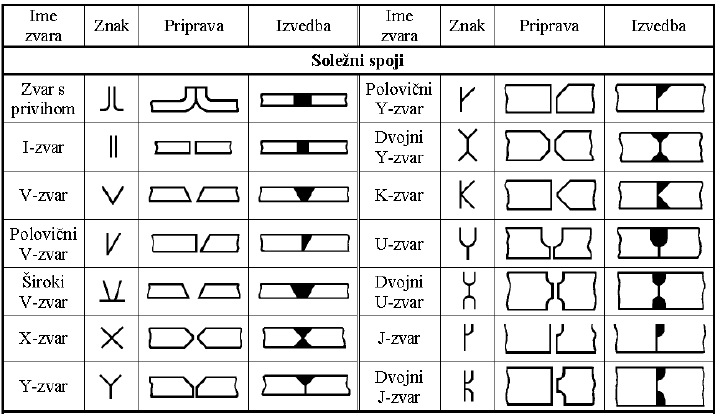 Ime zvara Znak Priprava Izvedba Ime zvara Znak Priprava Izvedba
Soležni spoji
Zvar s privihom
Polovični Y-zvar
I-zvar
Dvojni Y-zvar
V-zvar
K-zvar
Polovični V-zvar
U-zvar
Široki V-zvar
Dvojni U-zvar
X-zvar
J-zvar
Y-zvar
Dvojni J-zvar